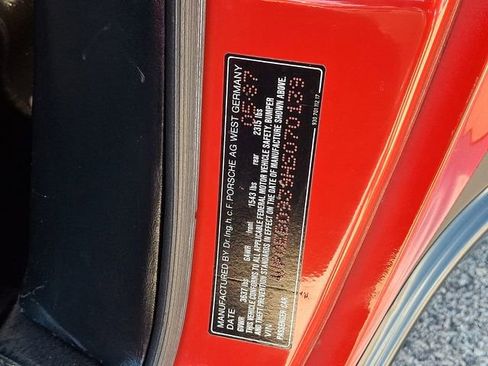 MANUFACTURED BY Dr.Ing.h.c.F. PORSCHE AG WEST GERMANY
DATE 05.87
GVWR 3637 lbs GAWR front 1543 lbs rear 2315 lbs
THIS VEHICLE CONFORMS TO ALL APPLICABLE FEDERAL MOTOR VEHICLE SAFETY, BUMPER
AND THEFT PREVENTION STANDARDS IN EFFECT ON THE DATE OF MANUFACTURE SHOWN ABOVE.
VIN: WP0EB0939HS070139
PASSENGER CAR